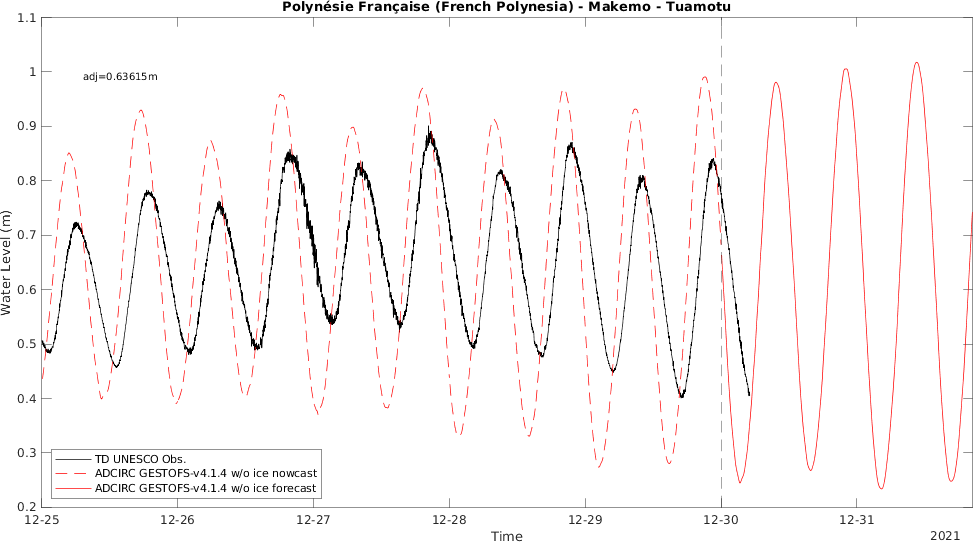 Polynésie Française (French Polynesia) - Makemo - Tuamotu
1.1
1
0.9
0.8
0.7
0.6
0.5
0.4
0.3
0.2
Water Level (m)
adj=0.63615m
TD UNESCO Obs.
ADCIRC GESTOFS-v4.1.4 w/o ice nowcast
ADCIRC GESTOFS-v4.1.4 w/o ice forecast
12-25 12-26 12-27 12-28 12-29 12-30 12-31
Time
2021